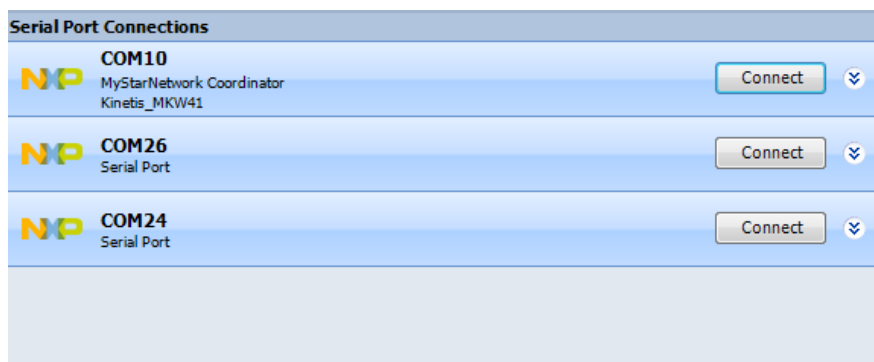 Serial Port Connections
NXP
COM10
MyStarNetwork Coordinator
Kinetis_MKW41
Connect
NXP
COM26
Serial Port
Connect
NXP
COM24
Serial Port
Connect